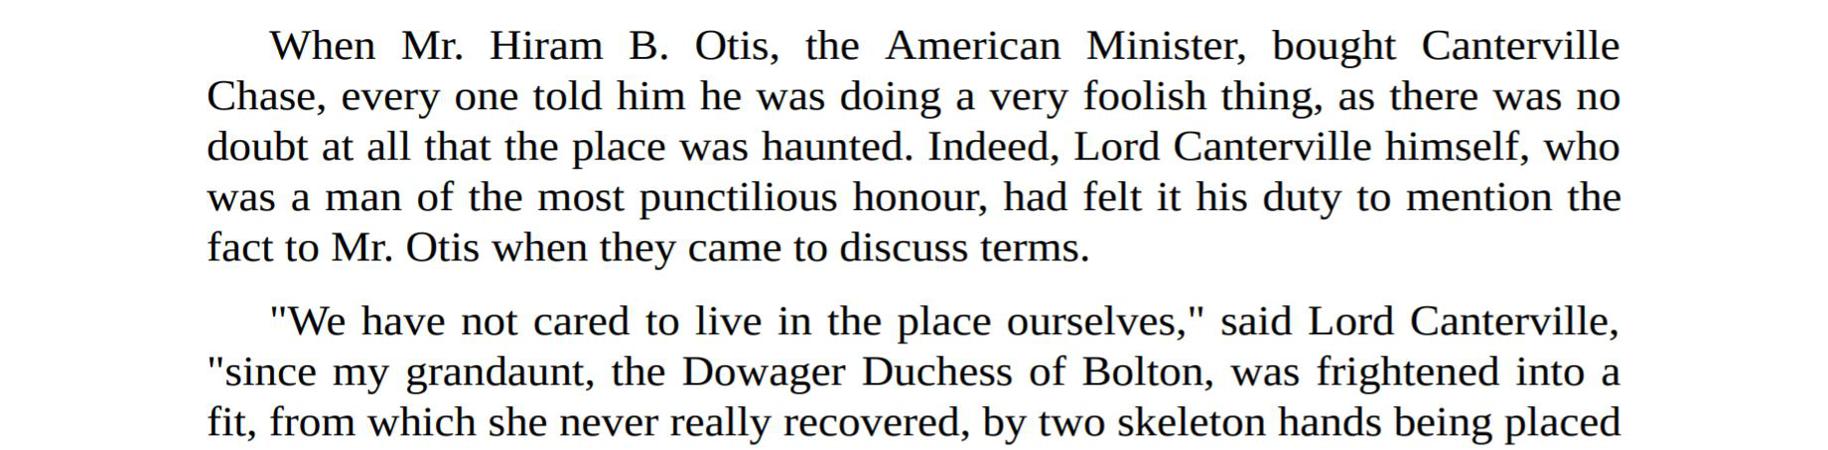 When Mr. Hiram B. Otis, the American Minister, bought Canterville
Chase, every one told him he was doing a very foolish thing, as there was no
doubt at all that the place was haunted. Indeed, Lord Canterville himself, who
was a man of the most punctilious honour, had felt it his duty to mention the
fact to Mr. Otis when they came to discuss terms.
"We have not cared to live in the place ourselves," said Lord Canterville,
"since my grandaunt, the Dowager Duchess of Bolton, was frightened into a
fit, from which she never really recovered, by two skeleton hands being placed